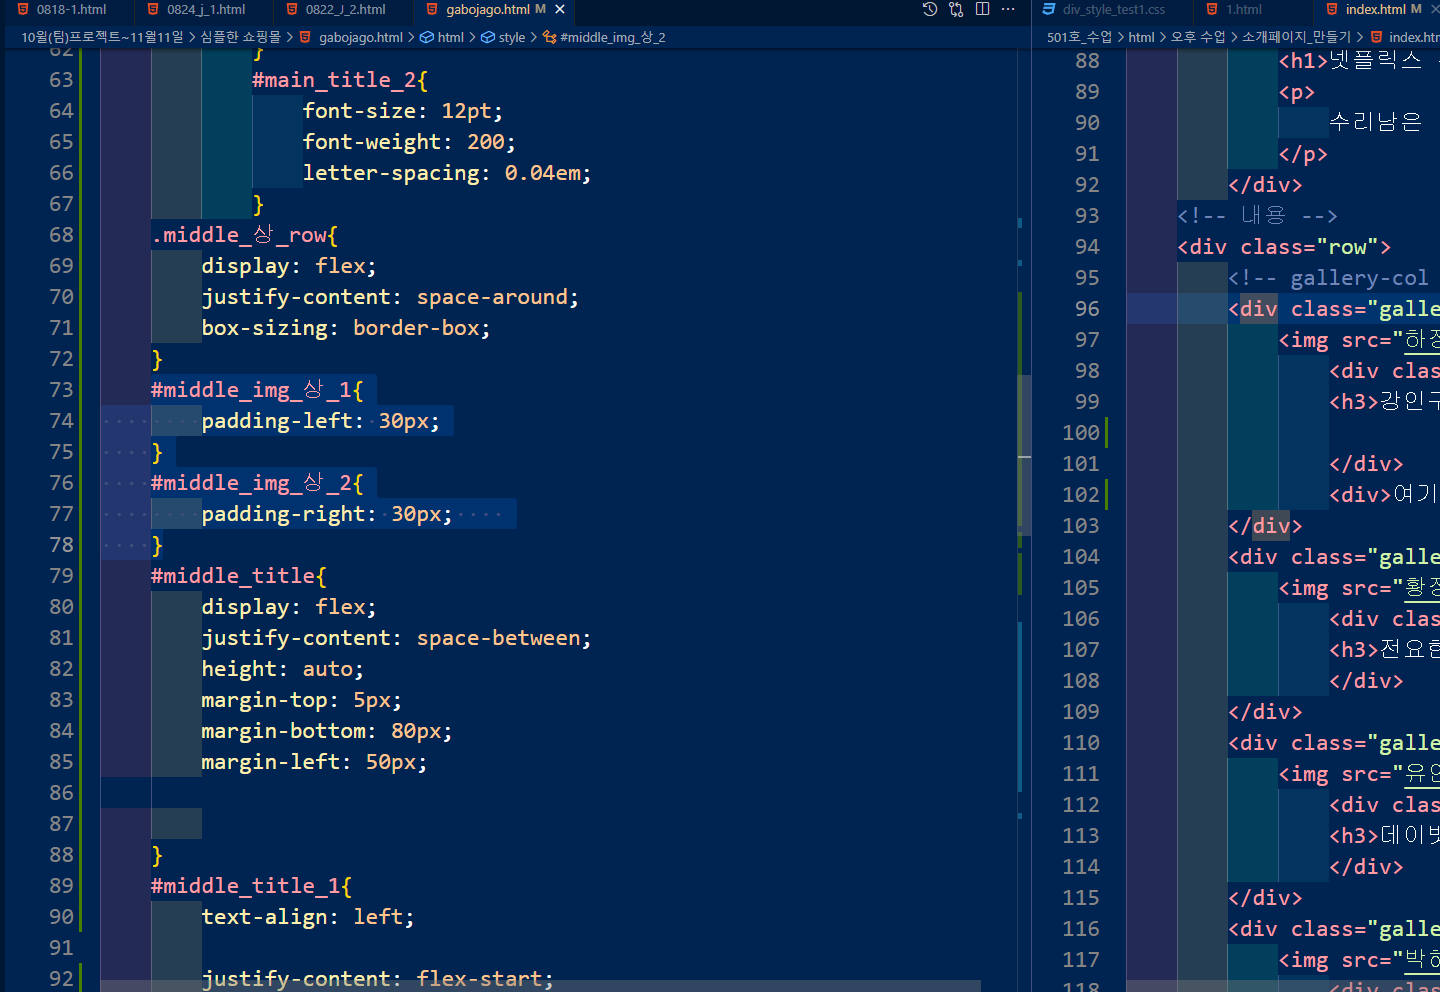 0818-1.html 0824_j_1.html 0822_J_2.html gabojago.html M ×
10월(팀)프로젝트~11월11일 > 심플한 쇼핑몰 > gabojago.html > html > style > #middle_img_상_2
62 }
63 #main_title_2{
64 font-size: 12pt;
65 font-weight: 200;
66 letter-spacing: 0.04em;
67 }
68 .middle_상_row{
69 display: flex;
70 justify-content: space-around;
71 box-sizing: border-box;
72 }
73 #middle_img_상_1{
74 padding-left: 30px;
75 }
76 #middle_img_상_2{
77 padding-right: 30px;
78 }
79 #middle_title{
80 display: flex;
81 justify-content: space-between;
82 height: auto;
83 margin-top: 5px;
84 margin-bottom: 80px;
85 margin-left: 50px;
86
87
88 }
89 #middle_title_1{
90 text-align: left;
91
92 justify-content: flex-start;
div_style_test1.css 1.html index.html M
501호_수업 > html > 오후 수업 > 소개페이지_만들기 > index.htm
88 <h1>넷플릭스
89 <p>
90 수리남은
91 </p>
92 </div>
93 <!-- 내용 -->
94 <div class="row">
95 <!-- gallery-col
96 <div class="galle
97 <img src="하정
98 <div clas
99 <h3>강인구
100
101 </div>
102 <div>여기
103 </div>
104 <div class="galle
105 <img src="황정
106 <div clas
107 <h3>전요한
108 </div>
109 </div>
110 <div class="galle
111 <img src="유연
112 <div clas
113 <h3>데이빗
114 </div>
115 </div>
116 <div class="galle
117 <img src="박해
118 <div clas